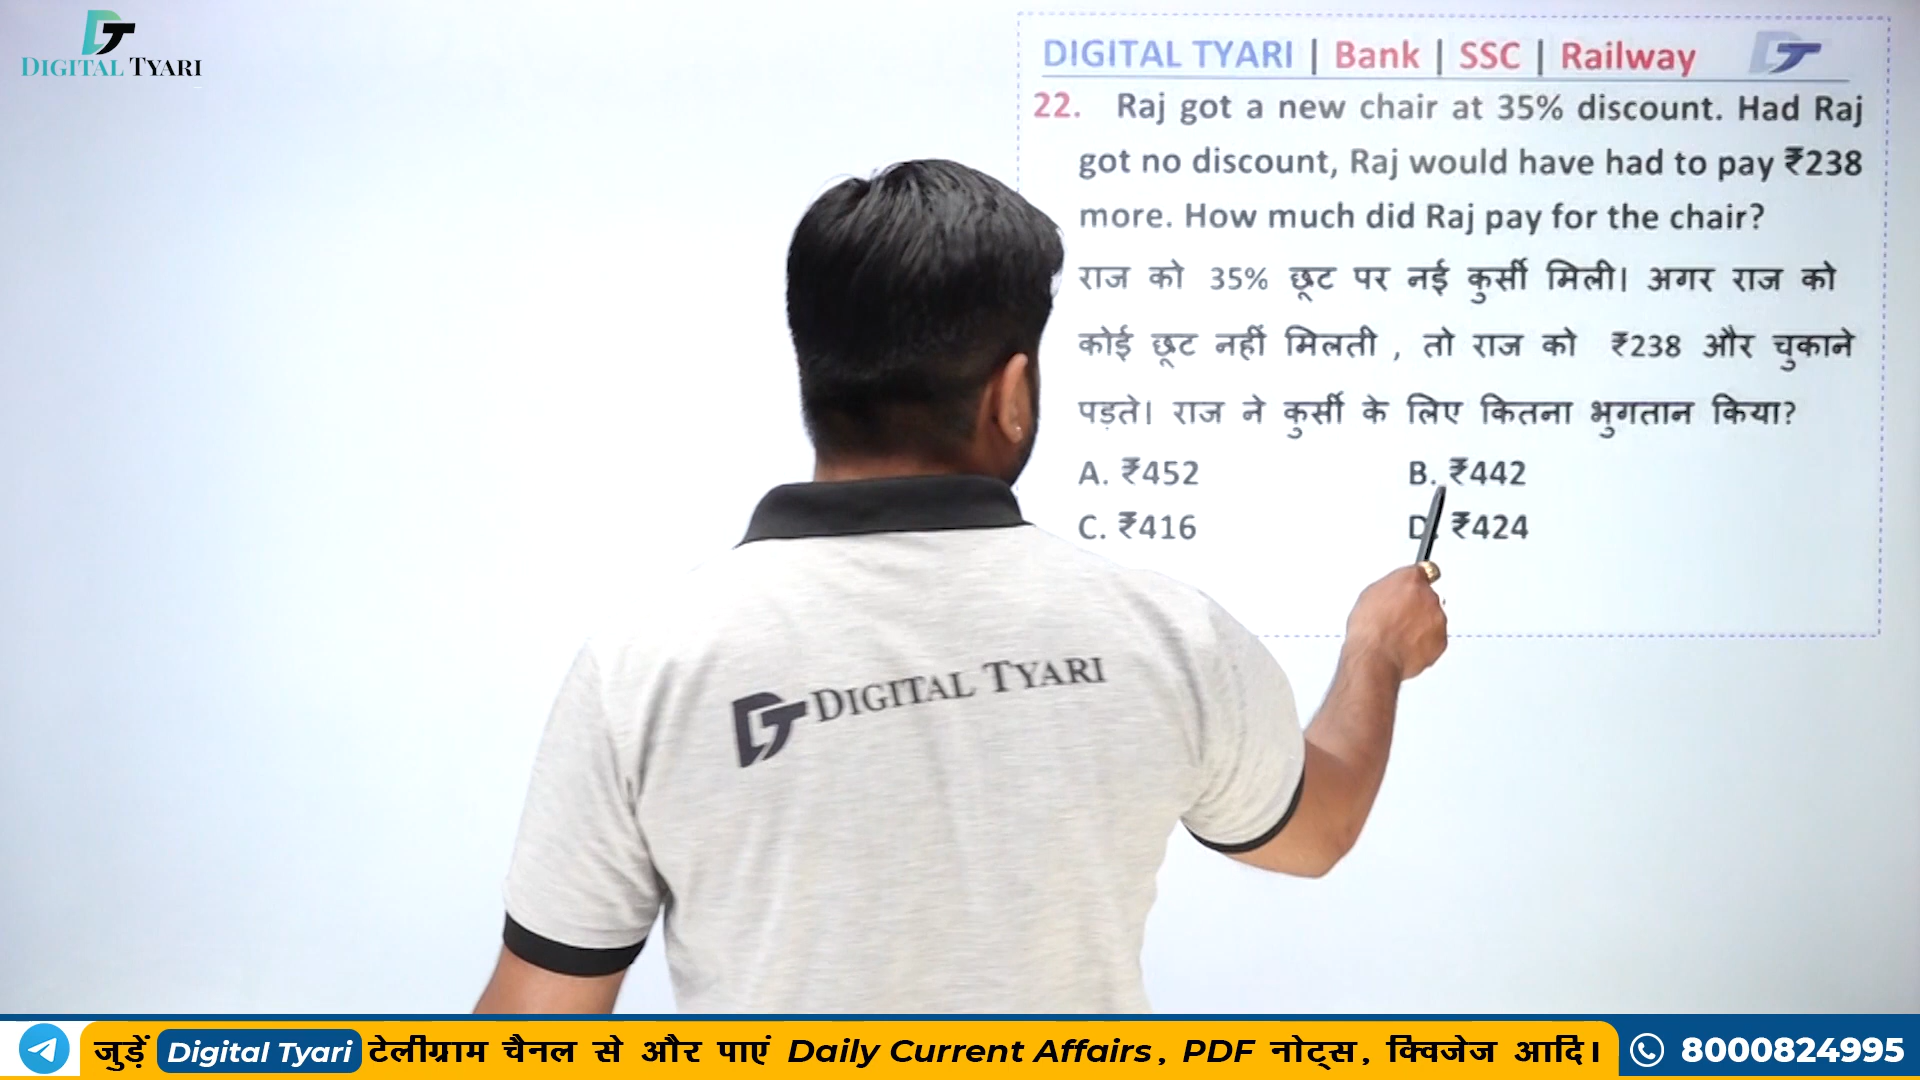 DT
DIGITAL TYARI
DIGITAL TYARI | Bank | SSC | Railway
22. Raj got a new chair at 35% discount. Had Raj
got no discount, Raj would have had to pay ₹238
more. How much did Raj pay for the chair?
राज को 35% छूट पर नई कुर्सी मिली। अगर राज को
कोई छूट नहीं मिलती , तो राज को ₹238 और चुकाने
पड़ते। राज ने कुर्सी के लिए कितना भुगतान किया?
A. ₹452 B. ₹442
C. ₹416 D. ₹424
DT DIGITAL TYARI
जुड़ें Digital Tyari टेलीग्राम चैनल से और पाएं Daily Current Affairs, PDF नोट्स, क्विजेज आदि। 8000824995